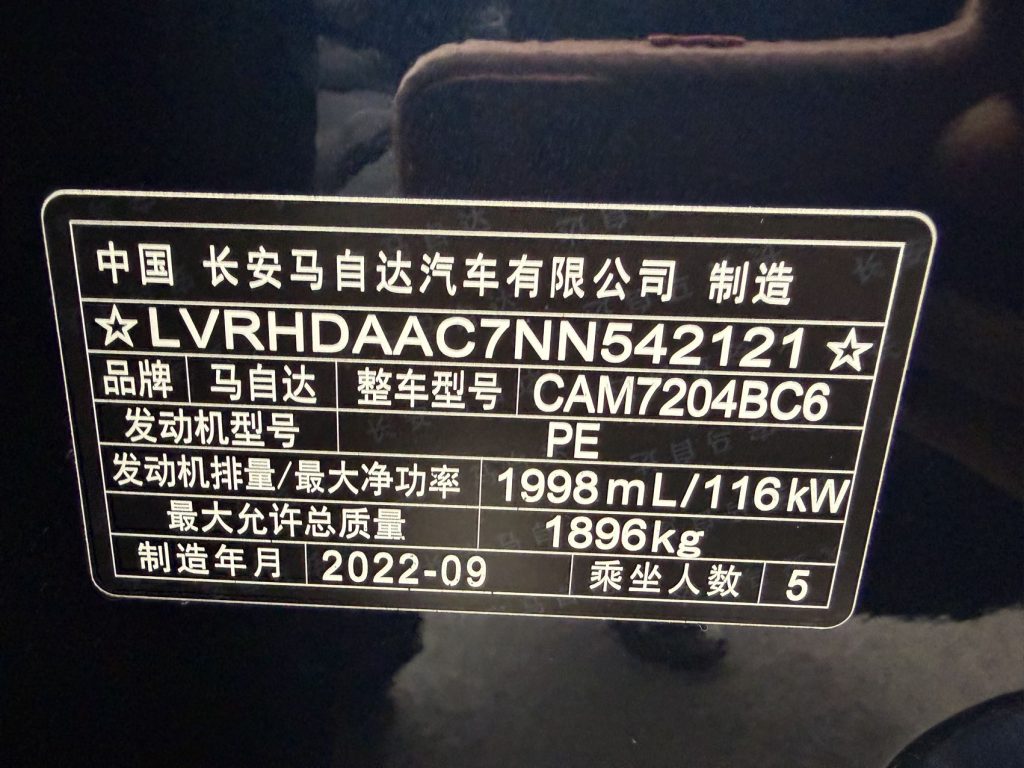 中国 长安马自达汽车有限公司 制造
☆LVRHDAAC7NN542121☆
品牌 马自达 整车型号 CAM7204BC6
发动机型号 PE
发动机排量/最大净功率 1998mL/116kW
最大允许总质量 1896kg
制造年月 2022-09 乘坐人数 5